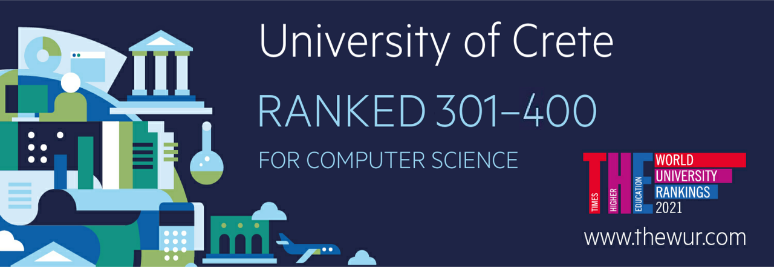 University of Crete
RANKED 301–400
FOR COMPUTER SCIENCE
THE
TIMES
HIGHER
EDUCATION
WORLD
UNIVERSITY
RANKINGS
2021
www.thewur.com